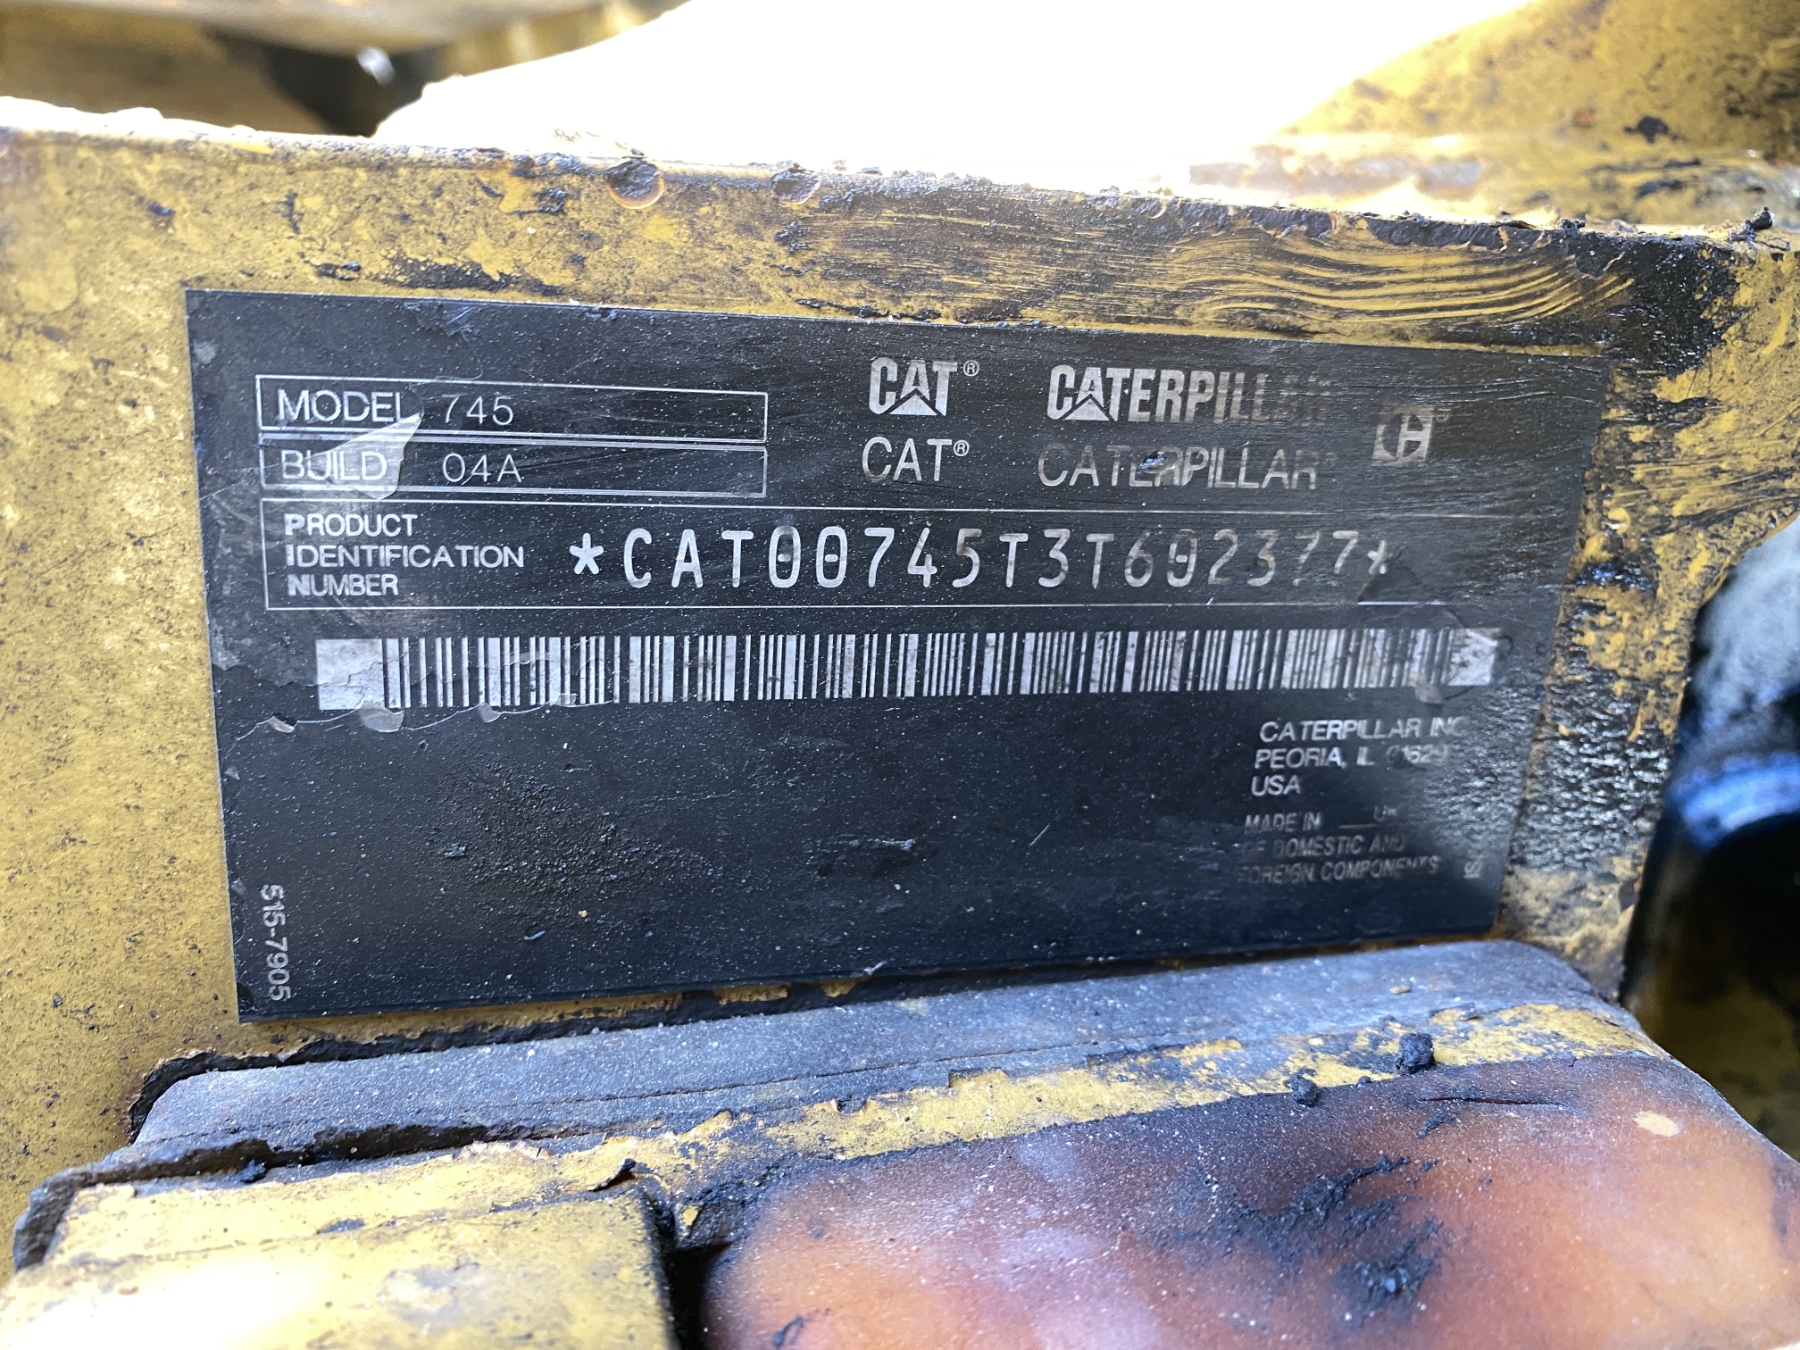 MODEL 745
BUILD 04A
CAT® CATERPILLAR
CAT® CATERPILLAR
PRODUCT
IDENTIFICATION
NUMBER
*CAT00745T3T602377*
CATERPILLAR INC
PEORIA, IL
USA
MADE IN
OF DOMESTIC AND
FOREIGN COMPONENTS
515-7905